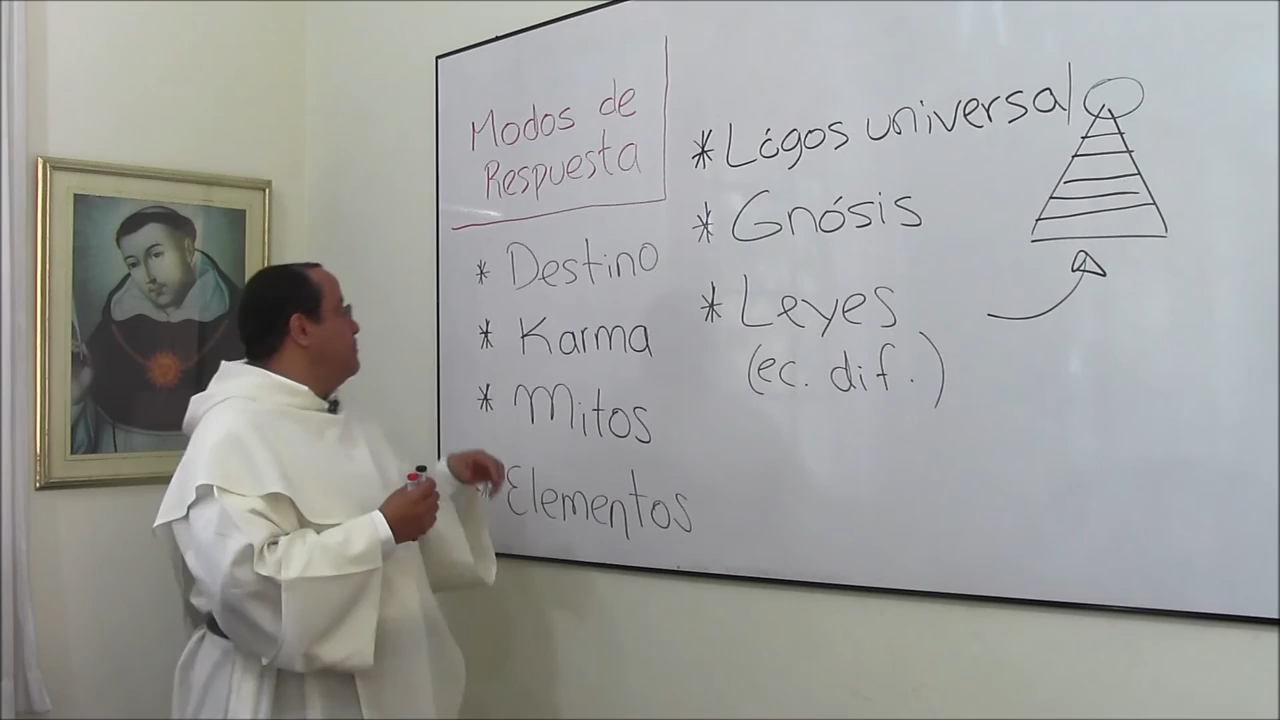 Modos de
Respuesta
* Destino
* Karma
* Mitos
* Elementos
* Lógos universal
* Gnósis
* Leyes
(ec. dif.)